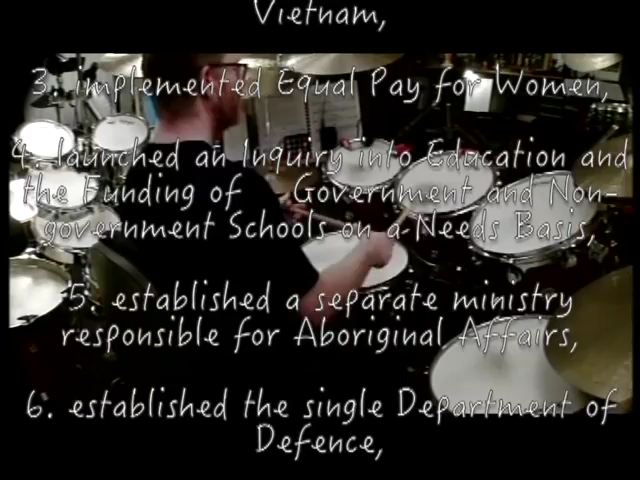 Vietnam,
3. implemented Equal Pay for Women,
4. launched an Inquiry into Education and
the Funding of Government and Non-
government Schools on a Needs Basis,
5. established a separate ministry
responsible for Aboriginal Affairs,
6. established the single Department of
Defence,